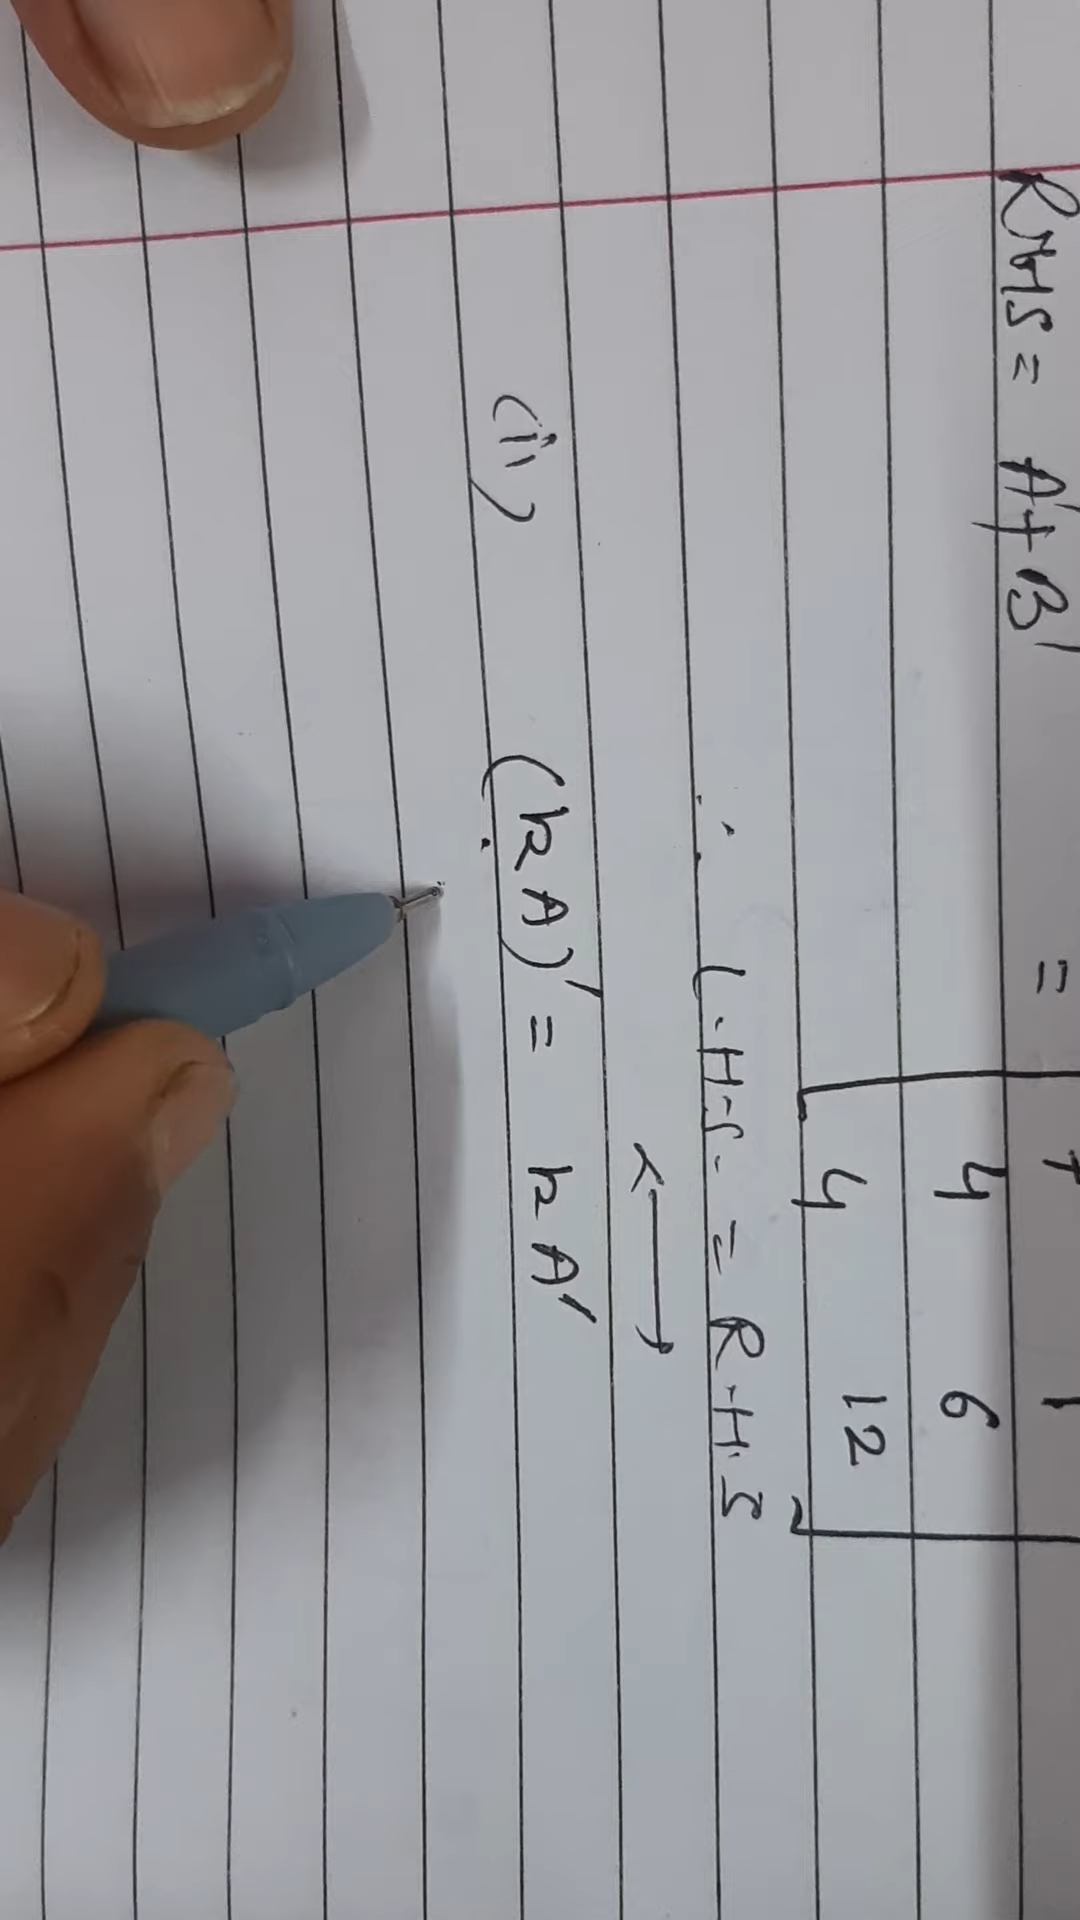 RHS = A' + B'
=
4 6
4 12
∴ L.H.S. = R.H.S
(ii) (kA)' = kA'